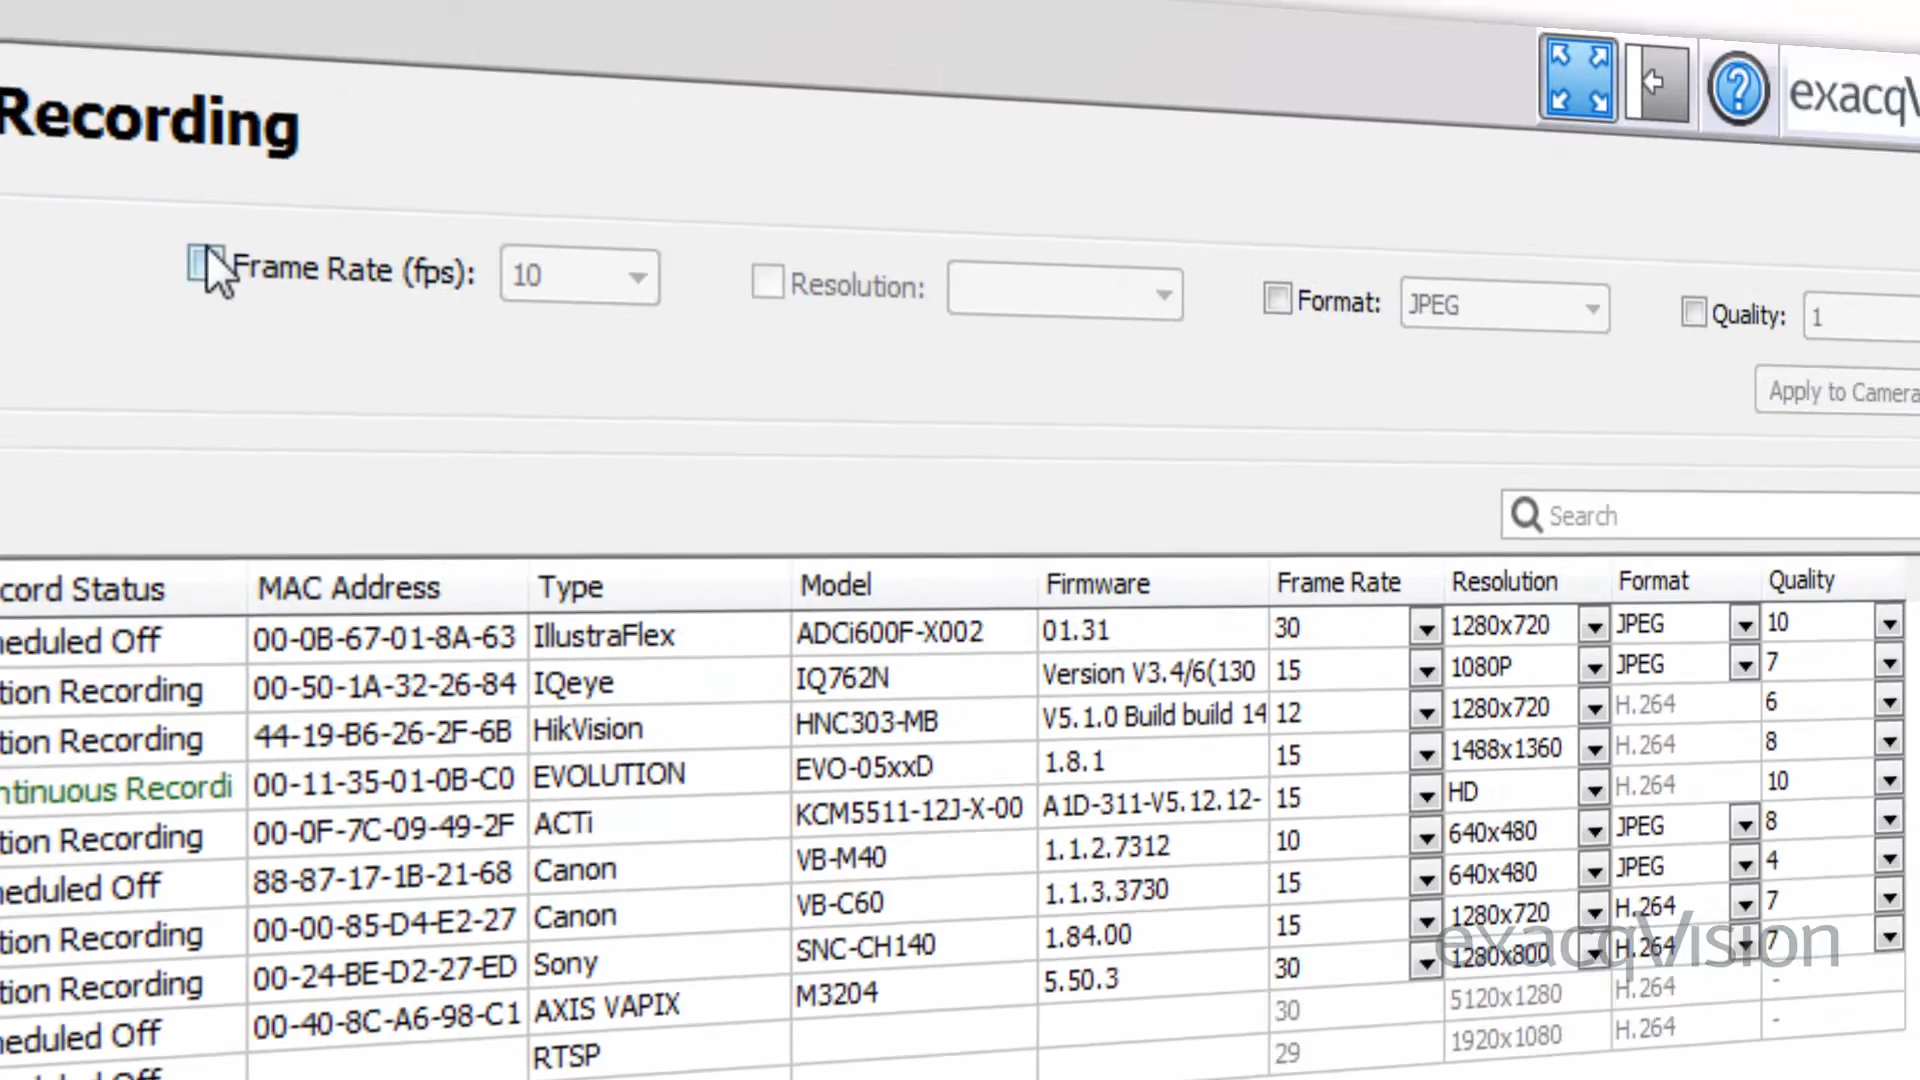 exacqV
Recording
Frame Rate (fps): 10 Resolution: Format: JPEG Quality: 1
Apply to Camera
Search
cord Status MAC Address Type Model Firmware Frame Rate Resolution Format Quality
heduled Off 00-0B-67-01-8A-63 IllustraFlex ADCi600F-X002 01.31 30 1280x720 JPEG 10
tion Recording 00-50-1A-32-26-84 IQeye IQ762N Version V3.4/6(130 15 1080P JPEG 7
tion Recording 44-19-B6-26-2F-6B HikVision HNC303-MB V5.1.0 Build build 14 12 1280x720 H.264 6
ntinuous Recordi 00-11-35-01-0B-C0 EVOLUTION EVO-05xxD 1.8.1 15 1488x1360 H.264 8
tion Recording 00-0F-7C-09-49-2F ACTi KCM5511-12J-X-00 A1D-311-V5.12.12- 15 HD H.264 10
heduled Off 88-87-17-1B-21-68 Canon VB-M40 1.1.2.7312 10 640x480 JPEG 8
tion Recording 00-00-85-D4-E2-27 Canon VB-C60 1.1.3.3730 15 640x480 JPEG 4
tion Recording 00-24-BE-D2-27-ED Sony SNC-CH140 1.84.00 15 1280x720 H.264 7
heduled Off 00-40-8C-A6-98-C1 AXIS VAPIX M3204 5.50.3 30 1280x800 H.264 7
RTSP 30 5120x1280 H.264 -
29 1920x1080 H.264 -
exacqVision